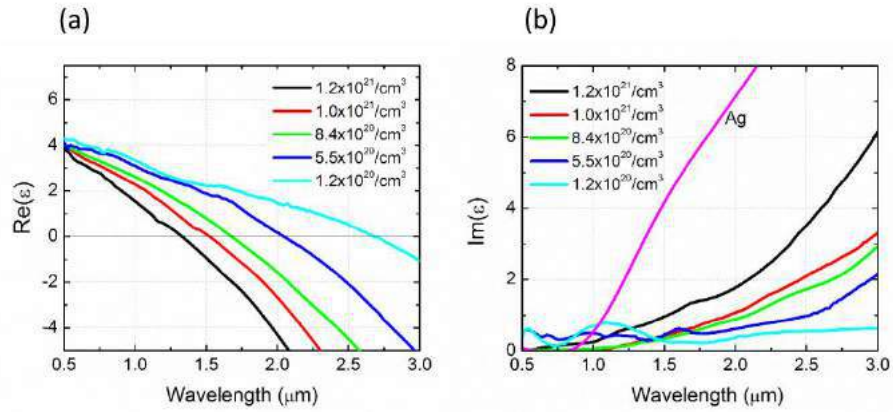 (a)
Re(ε)
6
4
2
0
-2
-4
1.2x10²¹/cm³
1.0x10²¹/cm³
8.4x10²⁰/cm³
5.5x10²⁰/cm³
1.2x10²⁰/cm³
0.5 1.0 1.5 2.0 2.5 3.0
Wavelength (μm)
(b)
Im(ε)
8
6
4
2
0
1.2x10²¹/cm³
1.0x10²¹/cm³
8.4x10²⁰/cm³
5.5x10²⁰/cm³
1.2x10²⁰/cm³
Ag
0.5 1.0 1.5 2.0 2.5 3.0
Wavelength (μm)